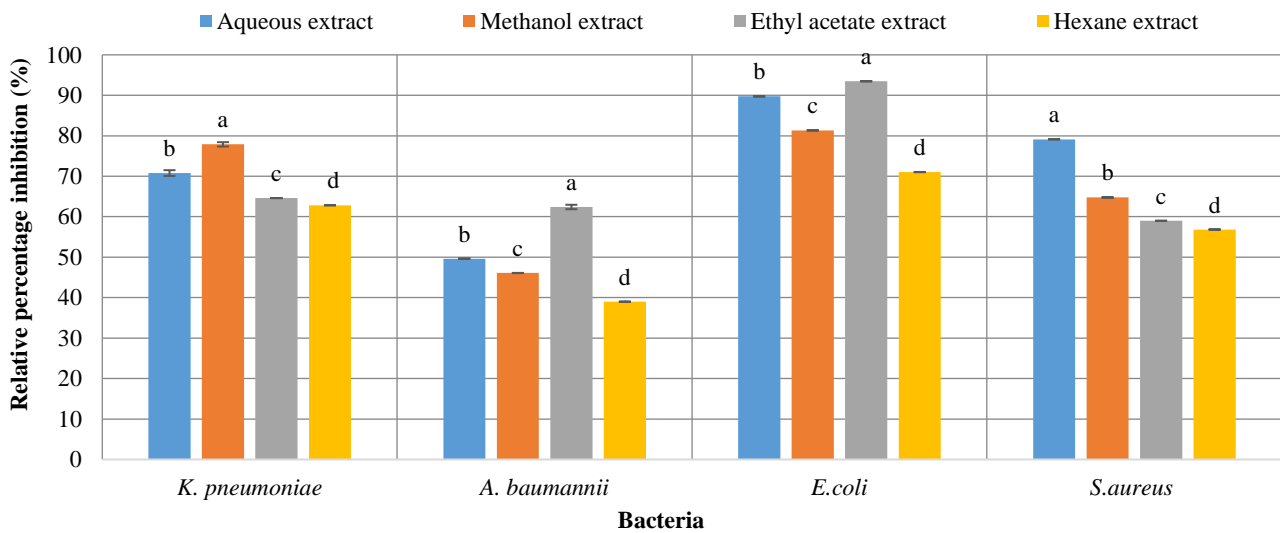 Aqueous extract Methanol extract Ethyl acetate extract Hexane extract
Relative percentage inhibition (%)
100
90
80
70
60
50
40
30
20
10
0
b a c d
b c a d
b c a d
a b c d
K. pneumoniae A. baumannii E.coli S.aureus
Bacteria